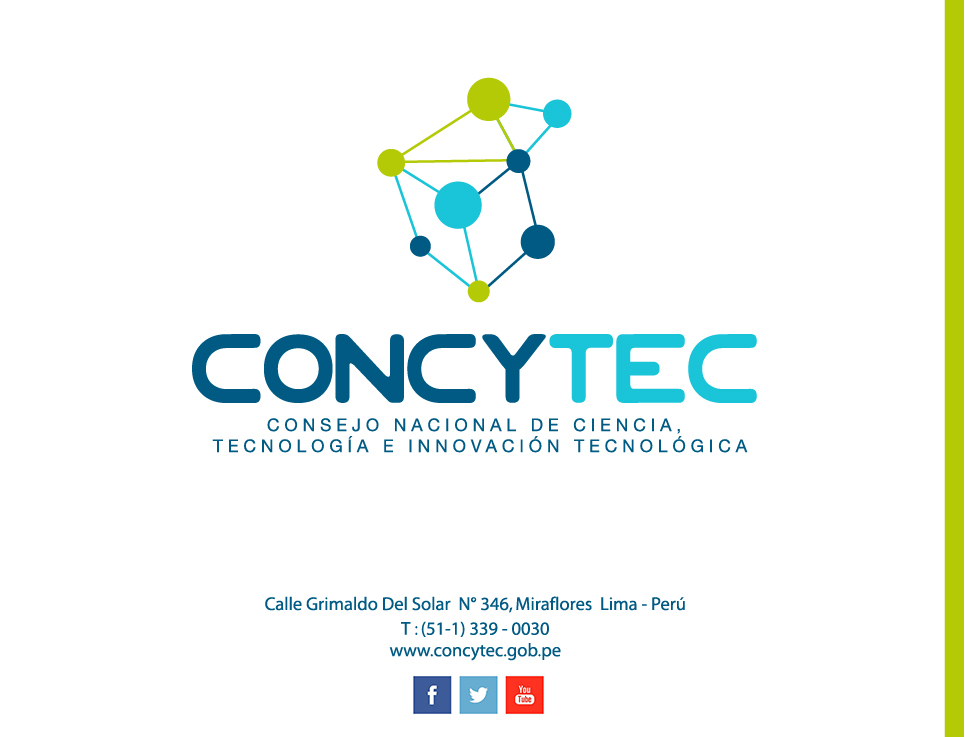 CONCYTEC
CONSEJO NACIONAL DE CIENCIA,
TECNOLOGÍA E INNOVACIÓN TECNOLÓGICA
Calle Grimaldo Del Solar N° 346, Miraflores Lima - Perú
T : (51-1) 339 - 0030
www.concytec.gob.pe
f You Tube